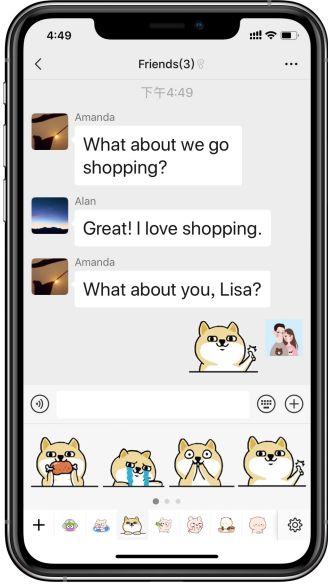 4:49
Friends(3)
下午4:49
Amanda
What about we go
shopping?
Alan
Great! I love shopping.
Amanda
What about you, Lisa?